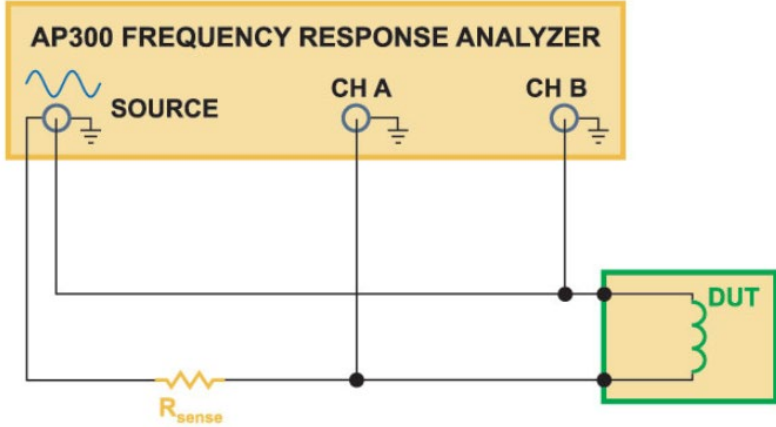 AP300 FREQUENCY RESPONSE ANALYZER
SOURCE
CH A
CH B
DUT
Rsense